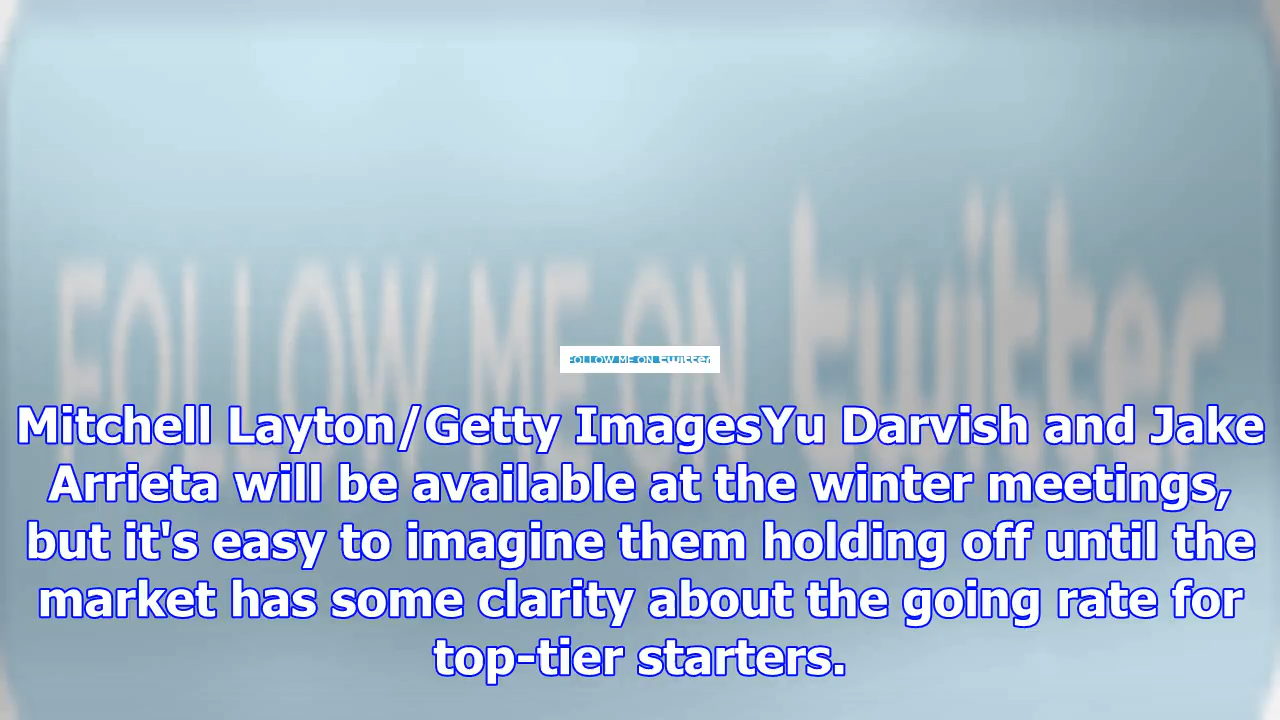 FOLLOW ME ON twitter
FOLLOW ME ON twitter
Mitchell Layton/Getty ImagesYu Darvish and Jake
Arrieta will be available at the winter meetings,
but it's easy to imagine them holding off until the
market has some clarity about the going rate for
top-tier starters.